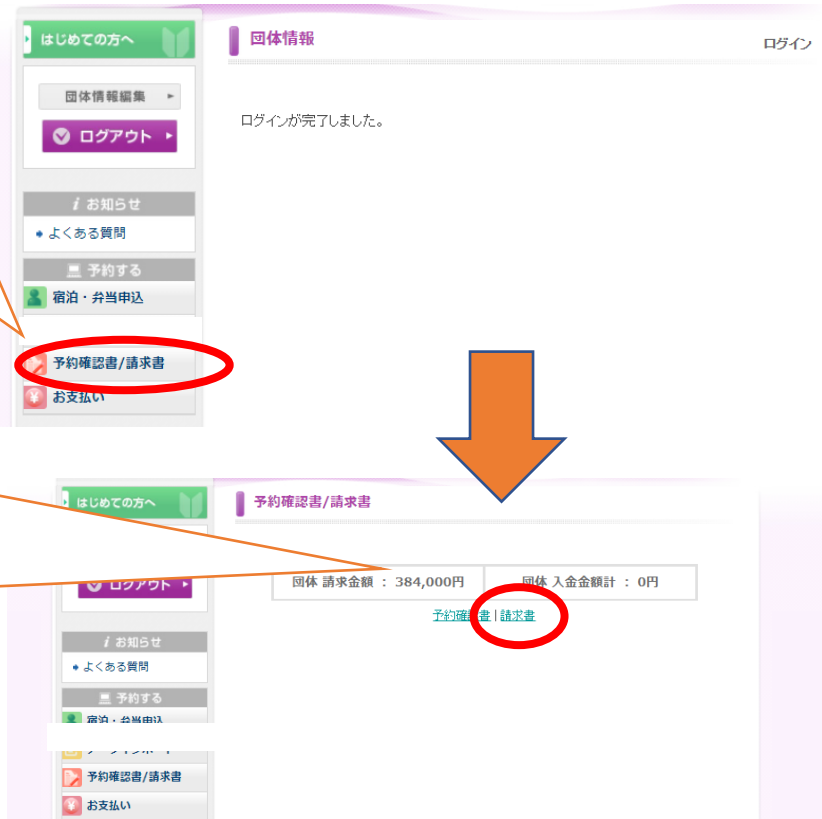 はじめての方へ
団体情報
ログイン
団体情報編集
ログアウト
ログインが完了しました。
i お知らせ
よくある質問
予約する
宿泊・弁当申込
予約確認書/請求書
お支払い
はじめての方へ
予約確認書/請求書
ログアウト
団体 請求金額 : 384,000円 団体 入金金額計 : 0円
予約確認書 | 請求書
i お知らせ
よくある質問
予約する
宿泊・弁当申込
予約確認書/請求書
お支払い